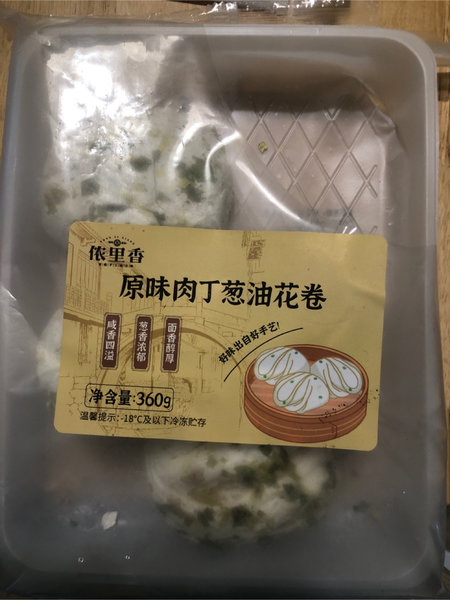 依里香
原味肉丁葱油花卷
咸香四溢
葱香浓郁
面香醇厚
好味出自好手艺!
净含量:360g
温馨提示:-18°C及以下冷冻贮存